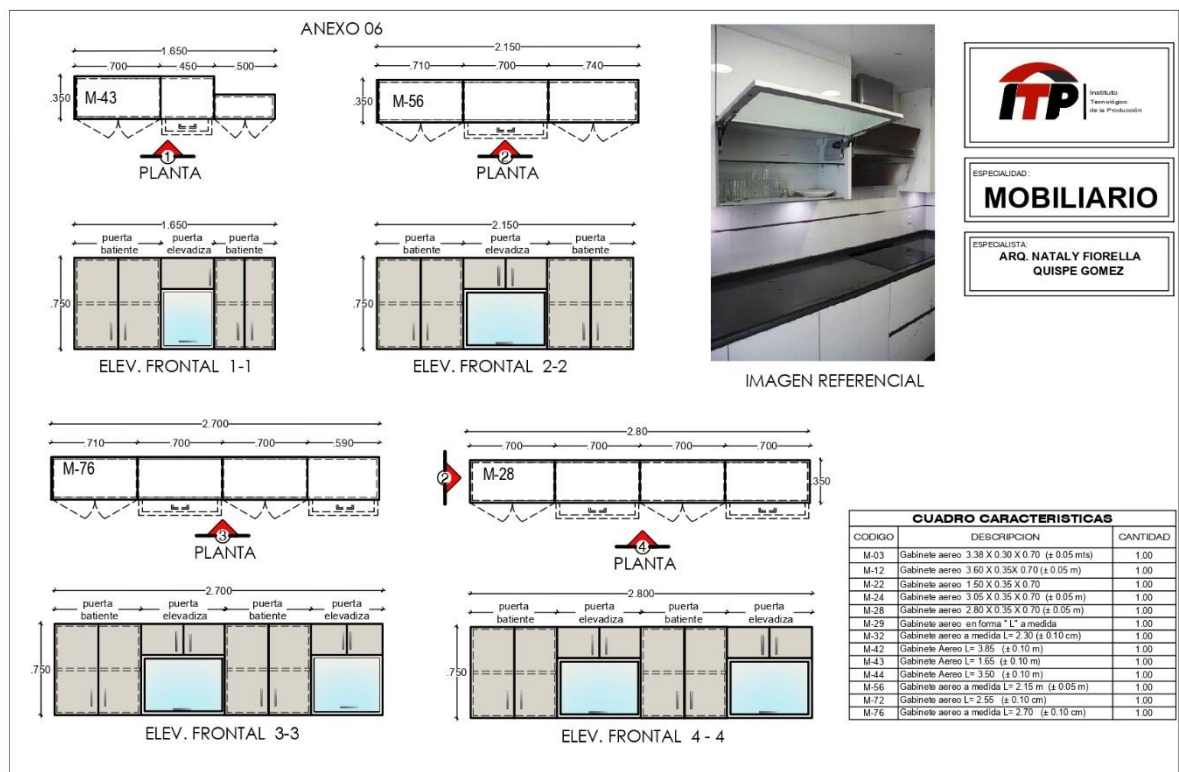 ANEXO 06
1.650
.700 .450 .500
.350
M-43
1
PLANTA
2.150
.710 .700 .740
.350
M-56
2
PLANTA
1.650
puerta batiente
puerta elevadiza
puerta batiente
.750
ELEV. FRONTAL 1-1
2.150
puerta batiente
puerta elevadiza
puerta batiente
.750
ELEV. FRONTAL 2-2
IMAGEN REFERENCIAL
ITP
Instituto
Tecnológico
de la Producción
ESPECIALIDAD :
MOBILIARIO
ESPECIALISTA:
ARQ. NATALY FIORELLA
QUISPE GOMEZ
2.700
.710 .700 .700 .590
M-76
3
PLANTA
2.80
.700 .700 .700 .700
2
M-28
350
4
PLANTA
2.700
puerta batiente
puerta elevadiza
puerta batiente
puerta elevadiza
.750
ELEV. FRONTAL 3-3
2.800
puerta batiente
puerta elevadiza
puerta batiente
puerta elevadiza
.750
ELEV. FRONTAL 4 - 4
CUADRO CARACTERISTICAS
CODIGO DESCRIPCION CANTIDAD
M-03 Gabinete aereo 3.38 X 0.30 X 0.70 (± 0.05 mts) 1.00
M-12 Gabinete aereo 3.60 X 0.35X 0.70 (± 0.05 m) 1.00
M-22 Gabinete aereo 1.50 X 0.35 X 0.70 1.00
M-24 Gabinete aereo 3.05 X 0.35 X 0.70 (± 0.05 m) 1.00
M-28 Gabinete aereo 2.80 X 0.35 X 0.70 (± 0.05 m) 1.00
M-29 Gabinete aereo en forma " L" a medida 1.00
M-32 Gabinete aereo a medida L= 2.30 (± 0.10 cm) 1.00
M-42 Gabinete Aereo L= 3.85 (± 0.10 m) 1.00
M-43 Gabinete Aereo L= 1.65 (± 0.10 m) 1.00
M-44 Gabinete Aereo L= 3.50 (± 0.10 m) 1.00
M-56 Gabinete aereo a medida L= 2.15 m (± 0.05 m) 1.00
M-72 Gabinete aereo L= 2.55 (± 0.10 cm) 1.00
M-76 Gabinete aereo a medida L= 2.70 (± 0.10 cm) 1.00